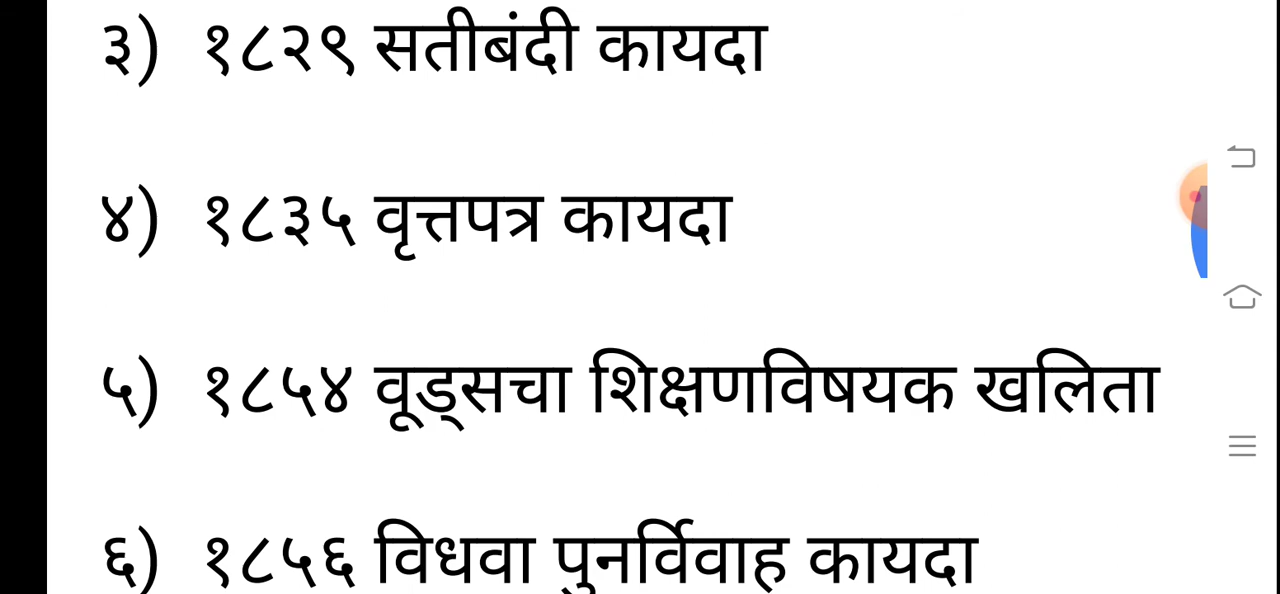 ३) १८२९ सतीबंदी कायदा
४) १८३५ वृत्तपत्र कायदा
५) १८५४ वूड्सचा शिक्षणविषयक खलिता
६) १८५६ विधवा पुनर्विवाह कायदा